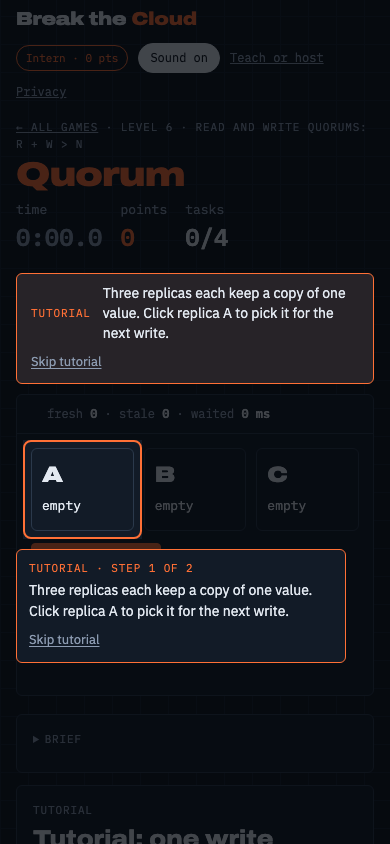 Break the Cloud
Intern · 0 pts
Sound on
Teach or host
Privacy
← ALL GAMES · LEVEL 6 · READ AND WRITE QUORUMS:
R + W > N
Quorum
time points tasks
0:00.0 0 0/4
TUTORIAL
Three replicas each keep a copy of one
value. Click replica A to pick it for the
next write.
Skip tutorial
fresh 0 · stale 0 · waited 0 ms
A B C
empty empty empty
TUTORIAL · STEP 1 OF 2
Three replicas each keep a copy of one value.
Click replica A to pick it for the next write.
Skip tutorial
▶ BRIEF
TUTORIAL
Tutorial: one write